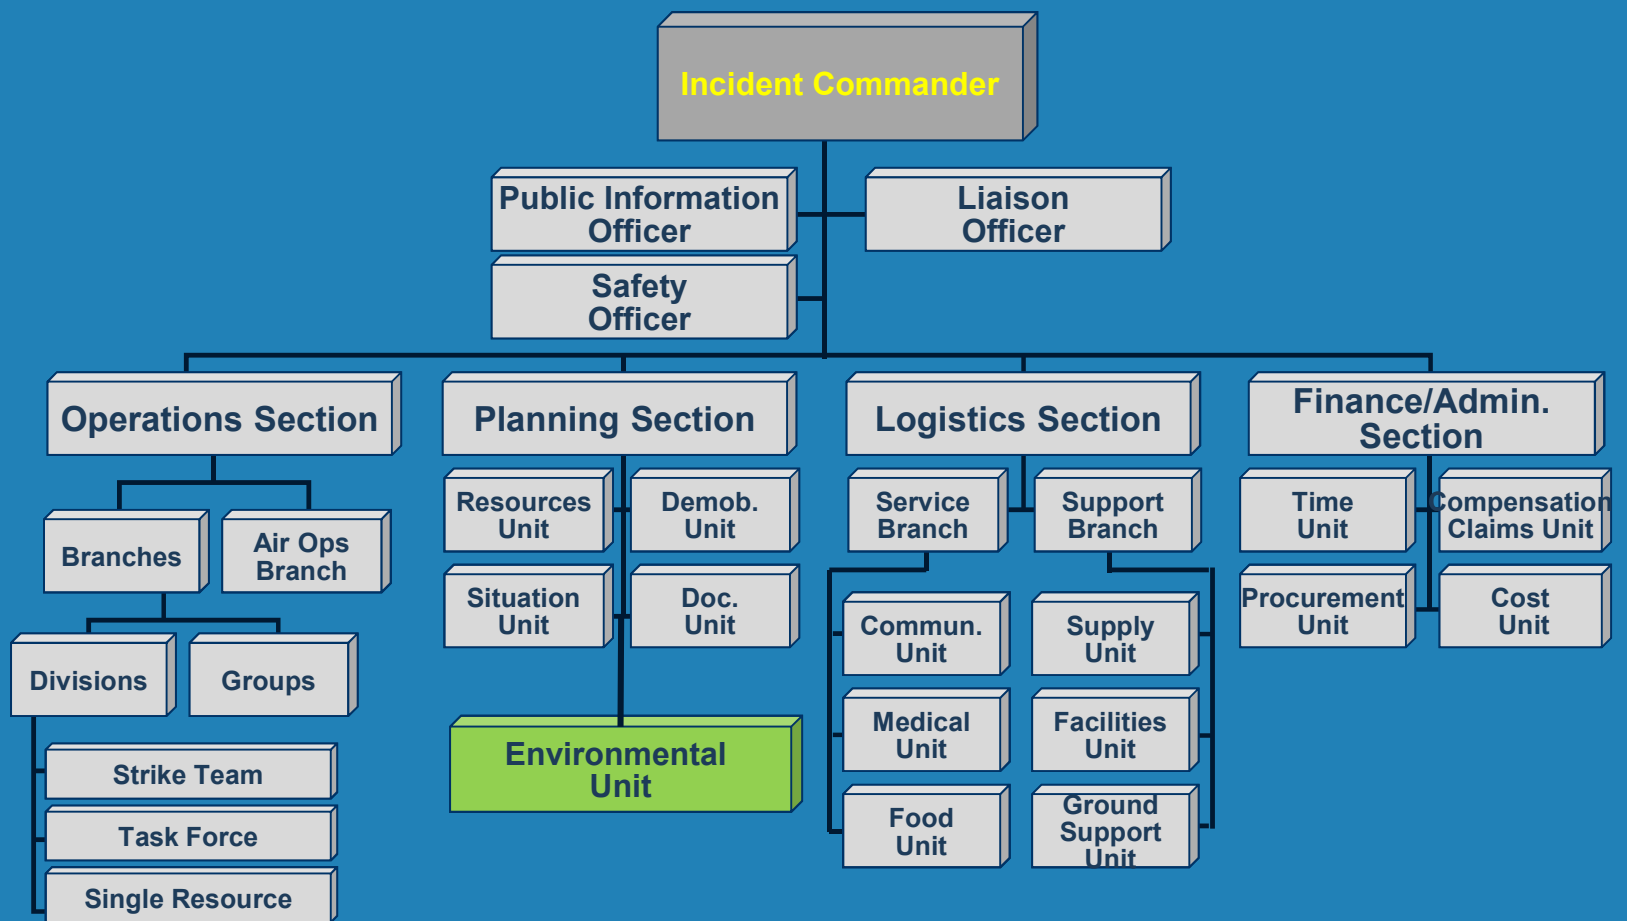 Incident Commander
Public Information
Officer
Liaison
Officer
Safety
Officer
Operations Section
Planning Section
Logistics Section
Finance/Admin.
Section
Branches
Air Ops
Branch
Divisions
Groups
Strike Team
Task Force
Single Resource
Resources
Unit
Demob.
Unit
Situation
Unit
Doc.
Unit
Environmental
Unit
Service
Branch
Support
Branch
Commun.
Unit
Supply
Unit
Medical
Unit
Facilities
Unit
Food
Unit
Ground
Support
Unit
Time
Unit
Compensation
Claims Unit
Procurement
Unit
Cost
Unit